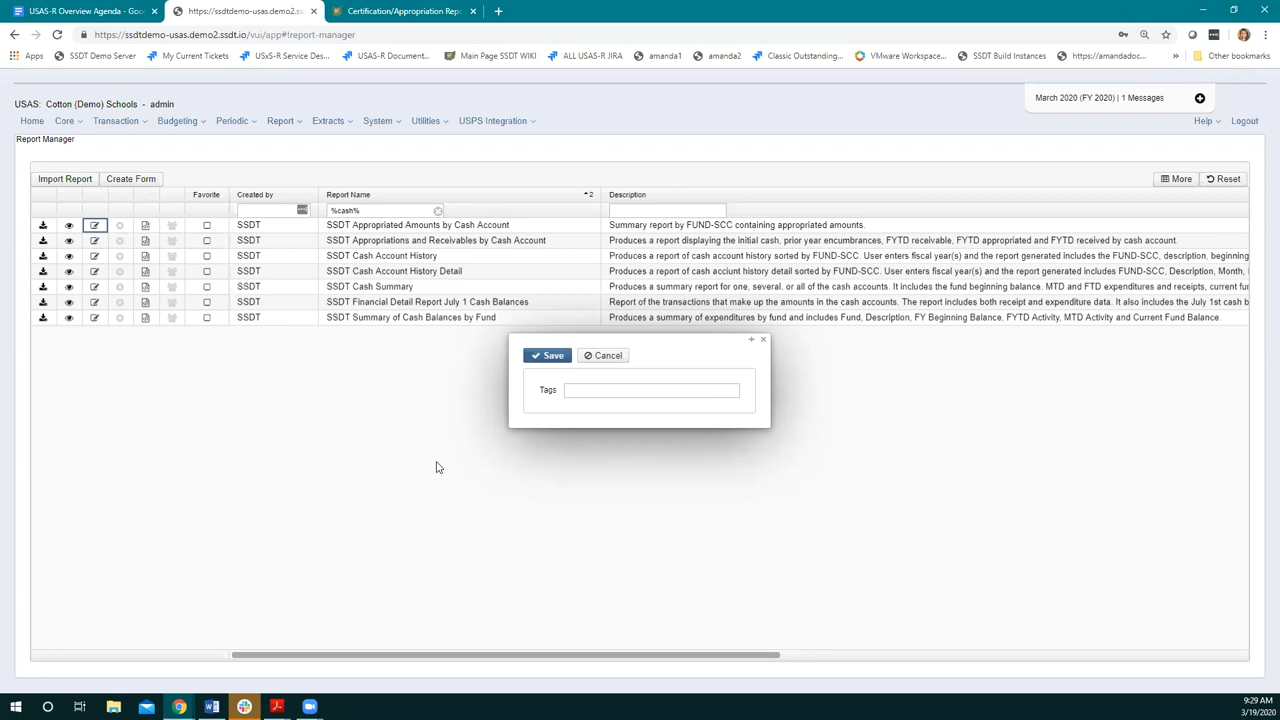 USAS-R Overview Agenda - Goo
https://ssdtdemo-usas.demo2.ssdt
Certification/Appropriation Repo
ssdtdemo-usas.demo2.ssdt.io/vui/app#!report-manager
Apps SSDT Demo Server My Current Tickets USxS-R Service Des... USAS-R Document... Main Page SSDT WIKI ALL USAS-R JIRA amanda1 amanda2 Classic Outstanding... VMware Workspace... SSDT Build Instances https://amandadoc... » Other bookmarks
USAS: Cotton (Demo) Schools - admin
March 2020 (FY 2020) | 1 Messages
Home Core Transaction Budgeting Periodic Report Extracts System Utilities USPS Integration Help Logout
Report Manager
Import Report Create Form More Reset
Favorite Created by Report Name 2 Description
%cash%
SSDT SSDT Appropriated Amounts by Cash Account Summary report by FUND-SCC containing appropriated amounts.
SSDT SSDT Appropriations and Receivables by Cash Account Produces a report displaying the initial cash, prior year encumbrances, FYTD receivable, FYTD appropriated and FYTD received by cash account.
SSDT SSDT Cash Account History Produces a report of cash account history sorted by FUND-SCC. User enters fiscal year(s) and the report generated includes the FUND-SCC, description, beginning
SSDT SSDT Cash Account History Detail Produces a report of cash acciunt history detail sorted by FUND-SCC. User enters fiscal year(s) and the report generated includes FUND-SCC, Description, Month,
SSDT SSDT Cash Summary Produces a summary report for one, several, or all of the cash accounts. It includes the fund beginning balance, MTD and FTD expenditures and receipts, current fu
SSDT SSDT Financial Detail Report July 1 Cash Balances Report of the transactions that make up the amounts in the cash accounts. The report includes both receipt and expenditure data. It also includes the July 1st cash b
SSDT SSDT Summary of Cash Balances by Fund Produces a summary of expenditures by fund and includes Fund, Description, FY Beginning Balance, FYTD Activity, MTD Activity and Current Fund Balance.
Save Cancel
Tags
9:29 AM
3/19/2020